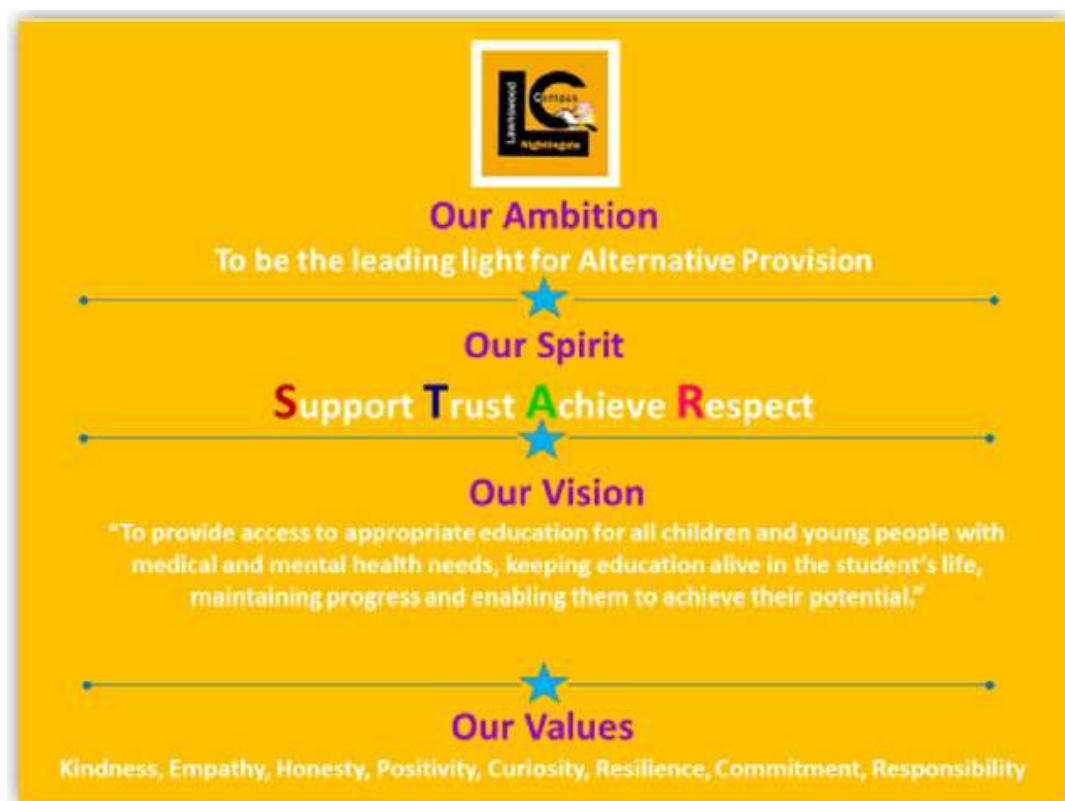 Lawnswood
Campus
Nightingale
Our Ambition
To be the leading light for Alternative Provision
Our Spirit
Support Trust Achieve Respect
Our Vision
“To provide access to appropriate education for all children and young people with
medical and mental health needs, keeping education alive in the student’s life,
maintaining progress and enabling them to achieve their potential.”
Our Values
Kindness, Empathy, Honesty, Positivity, Curiosity, Resilience, Commitment, Responsibility